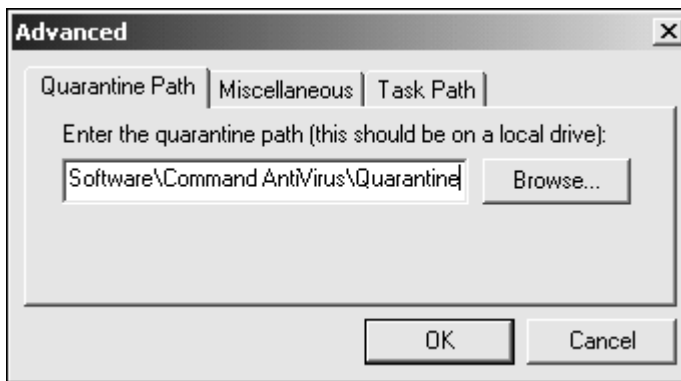 Advanced
Quarantine Path Miscellaneous Task Path
Enter the quarantine path (this should be on a local drive):
Software\Command AntiVirus\Quarantine Browse...
OK Cancel